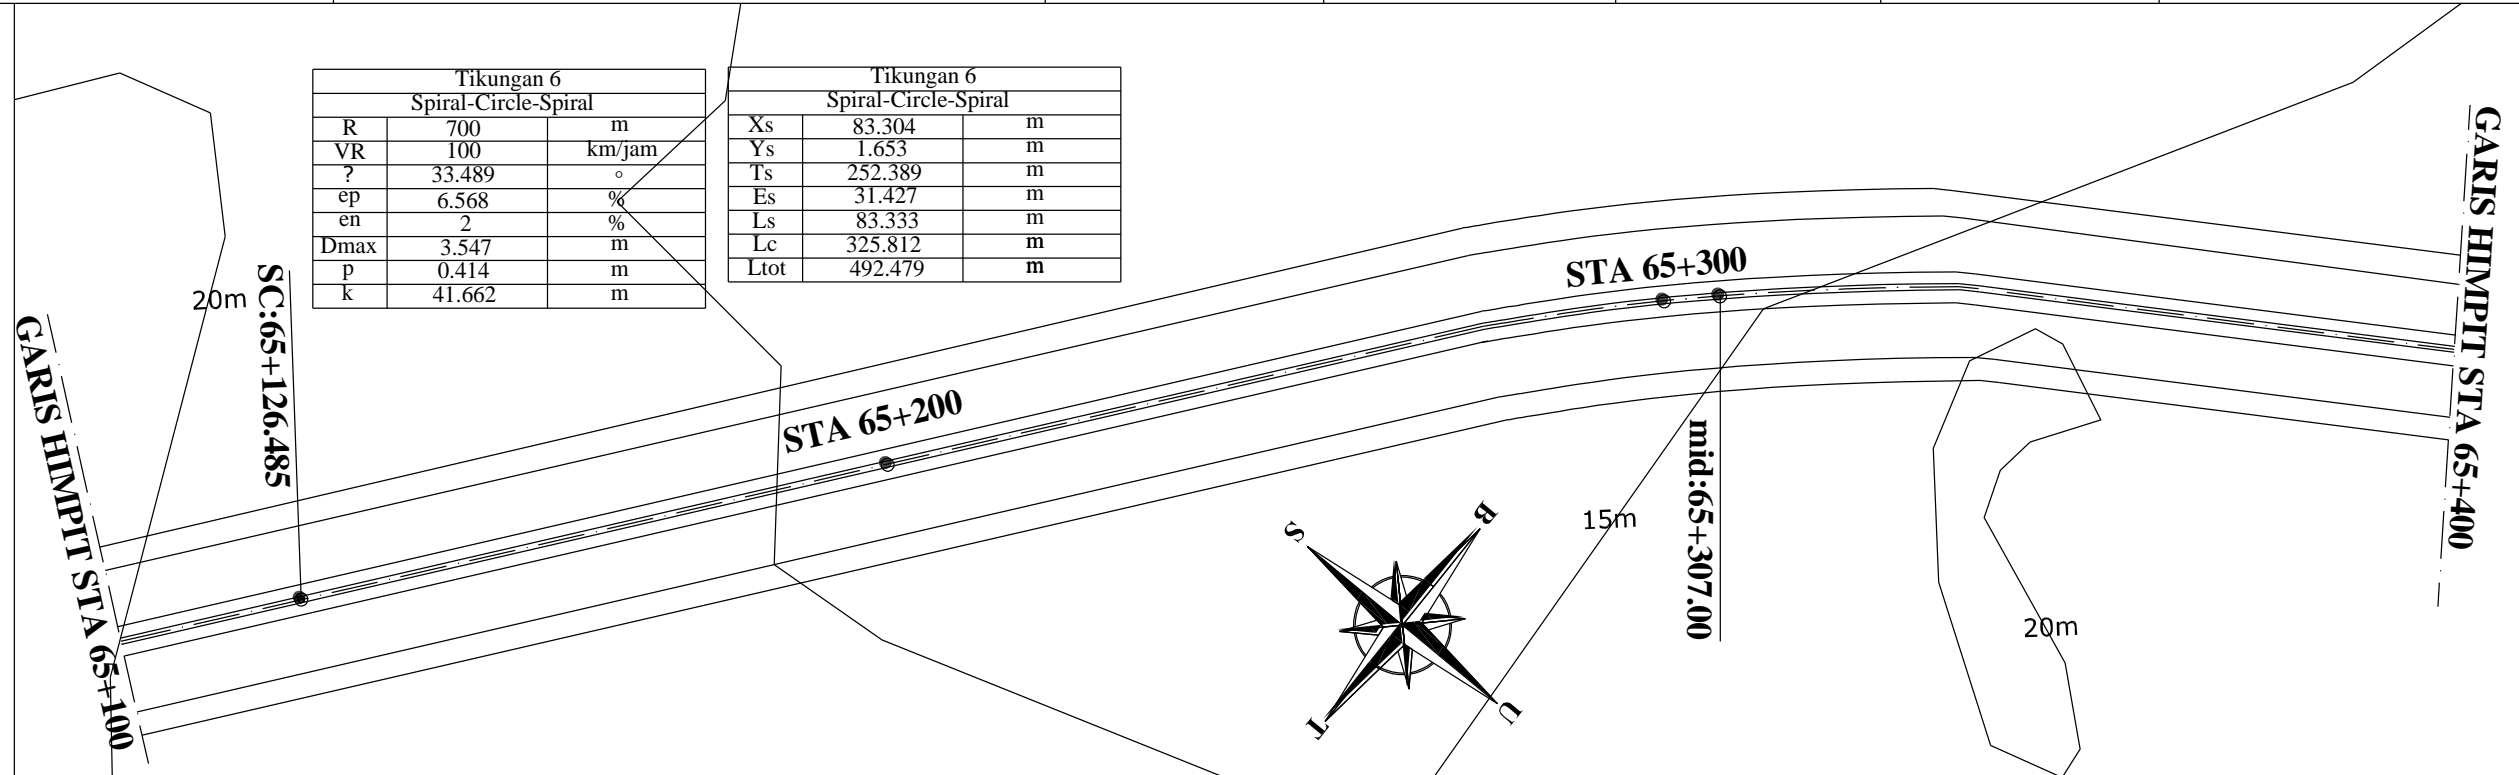 Tikungan 6
Spiral-Circle-Spiral
R 700 m
VR 100 km/jam
? 33.489 °
ep 6.568 %
en 2 %
Dmax 3.547 m
p 0.414 m
k 41.662 m
Tikungan 6
Spiral-Circle-Spiral
Xs 83.304 m
Ys 1.653 m
Ts 252.389 m
Es 31.427 m
Ls 83.333 m
Lc 325.812 m
Ltot 492.479 m
GARIS HIMPIT STA 65+100
20m
SC:65+126.485
STA 65+200
STA 65+300
mid:65+307.00
15m
20m
S
B
T
U
GARIS HIMPIT STA 65+400